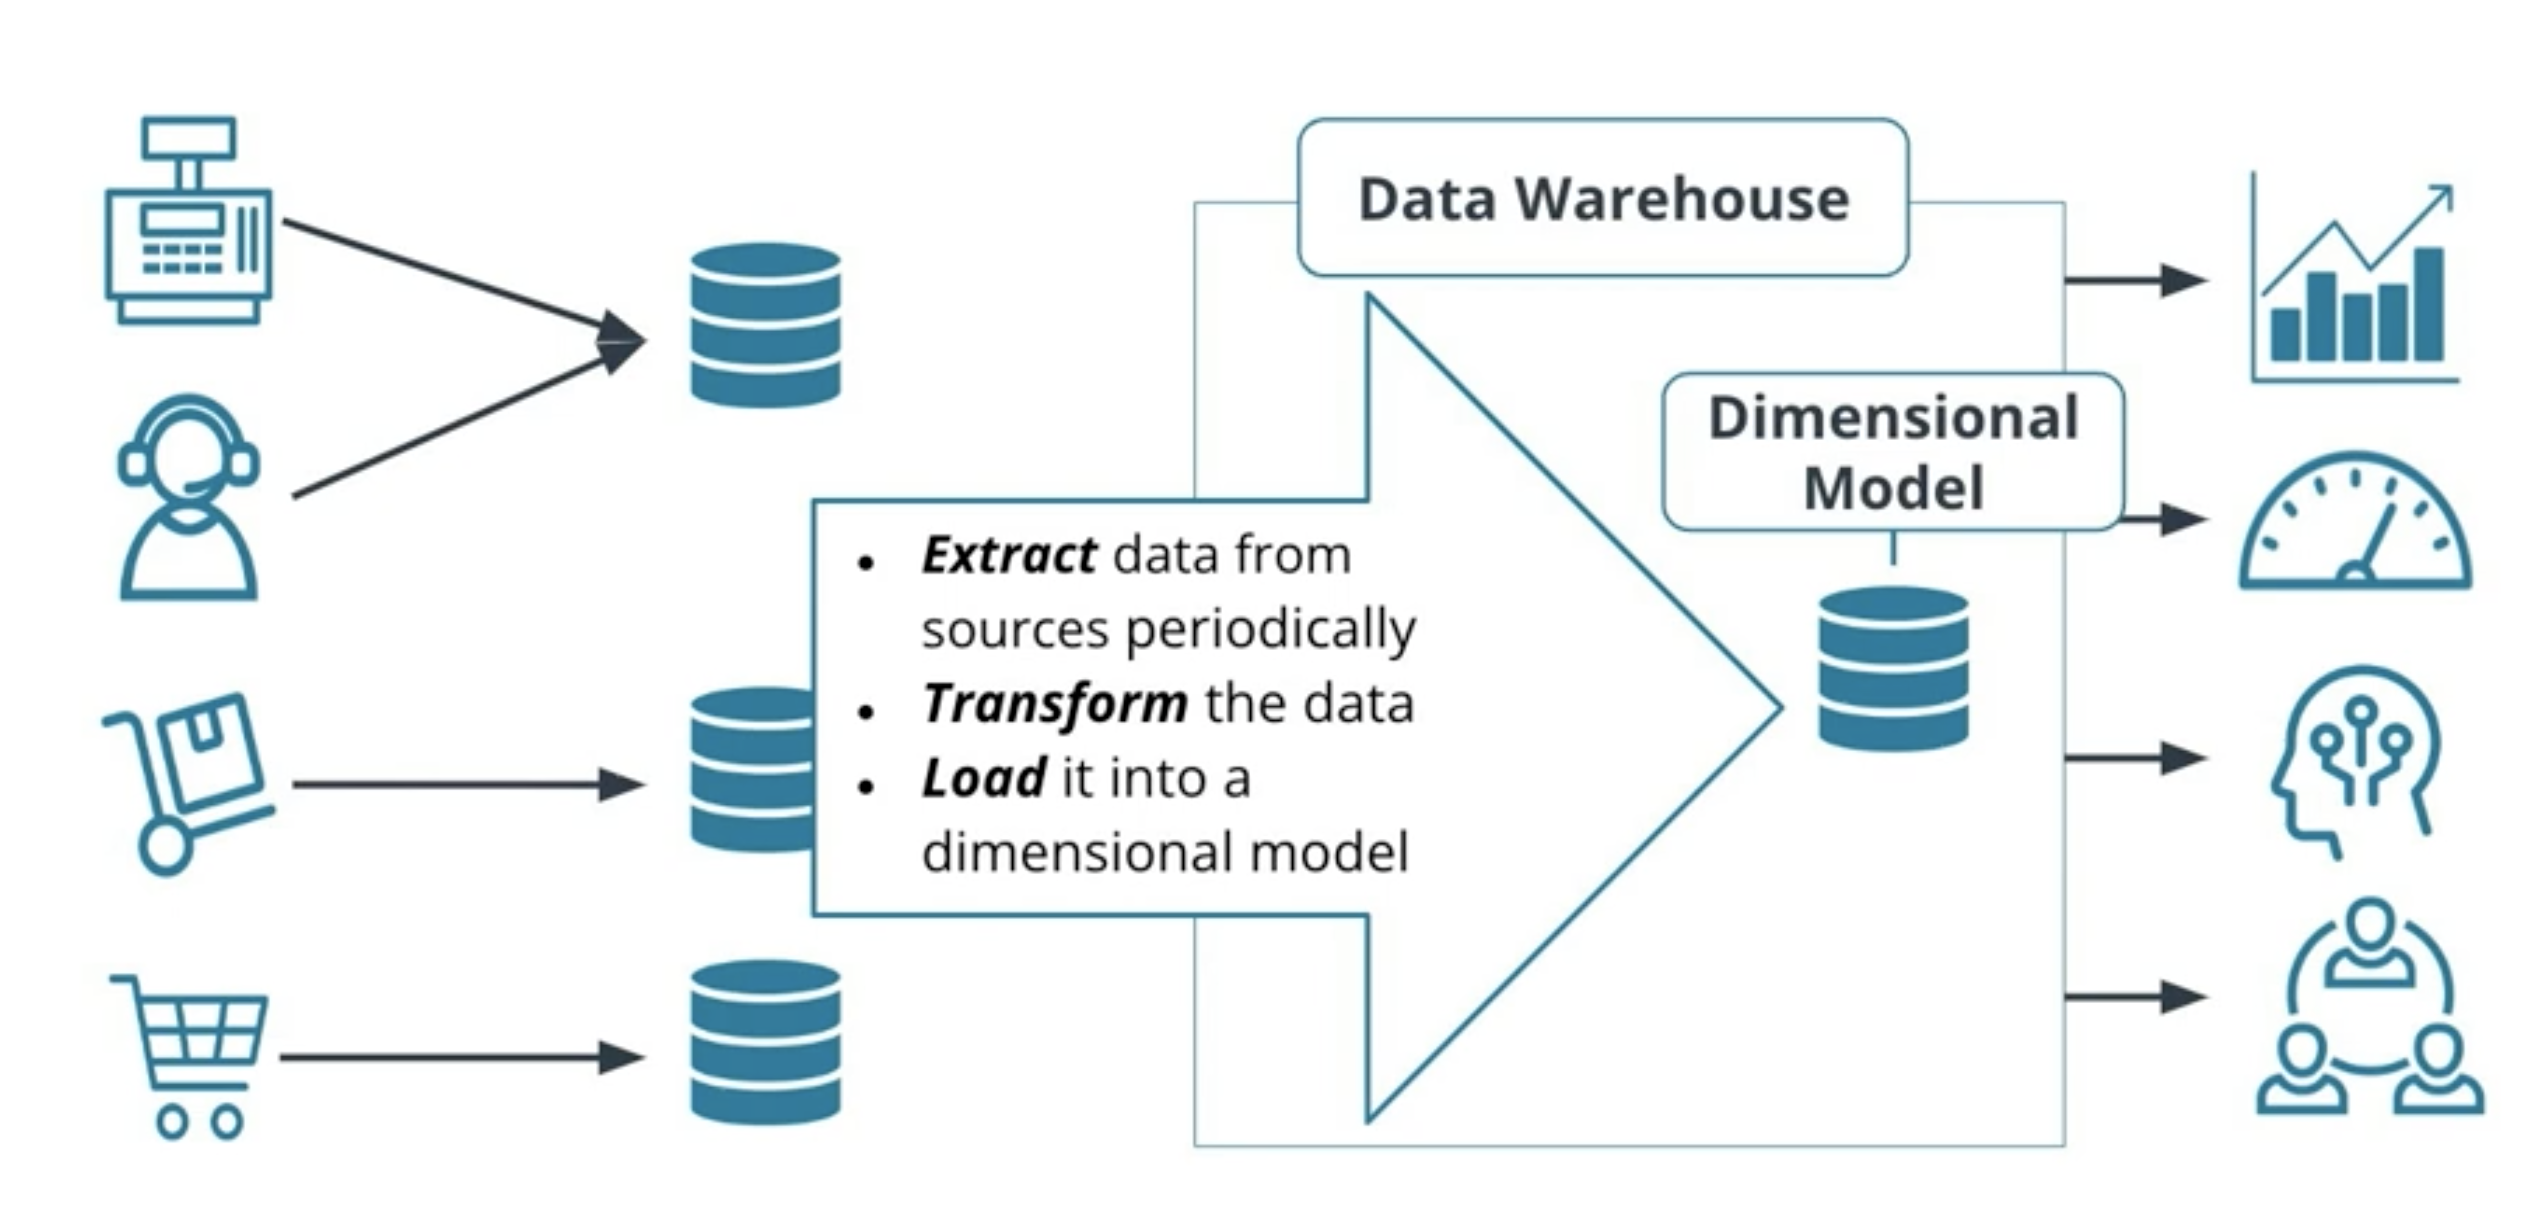 Data Warehouse
Dimensional
Model
• Extract data from
sources periodically
• Transform the data
• Load it into a
dimensional model